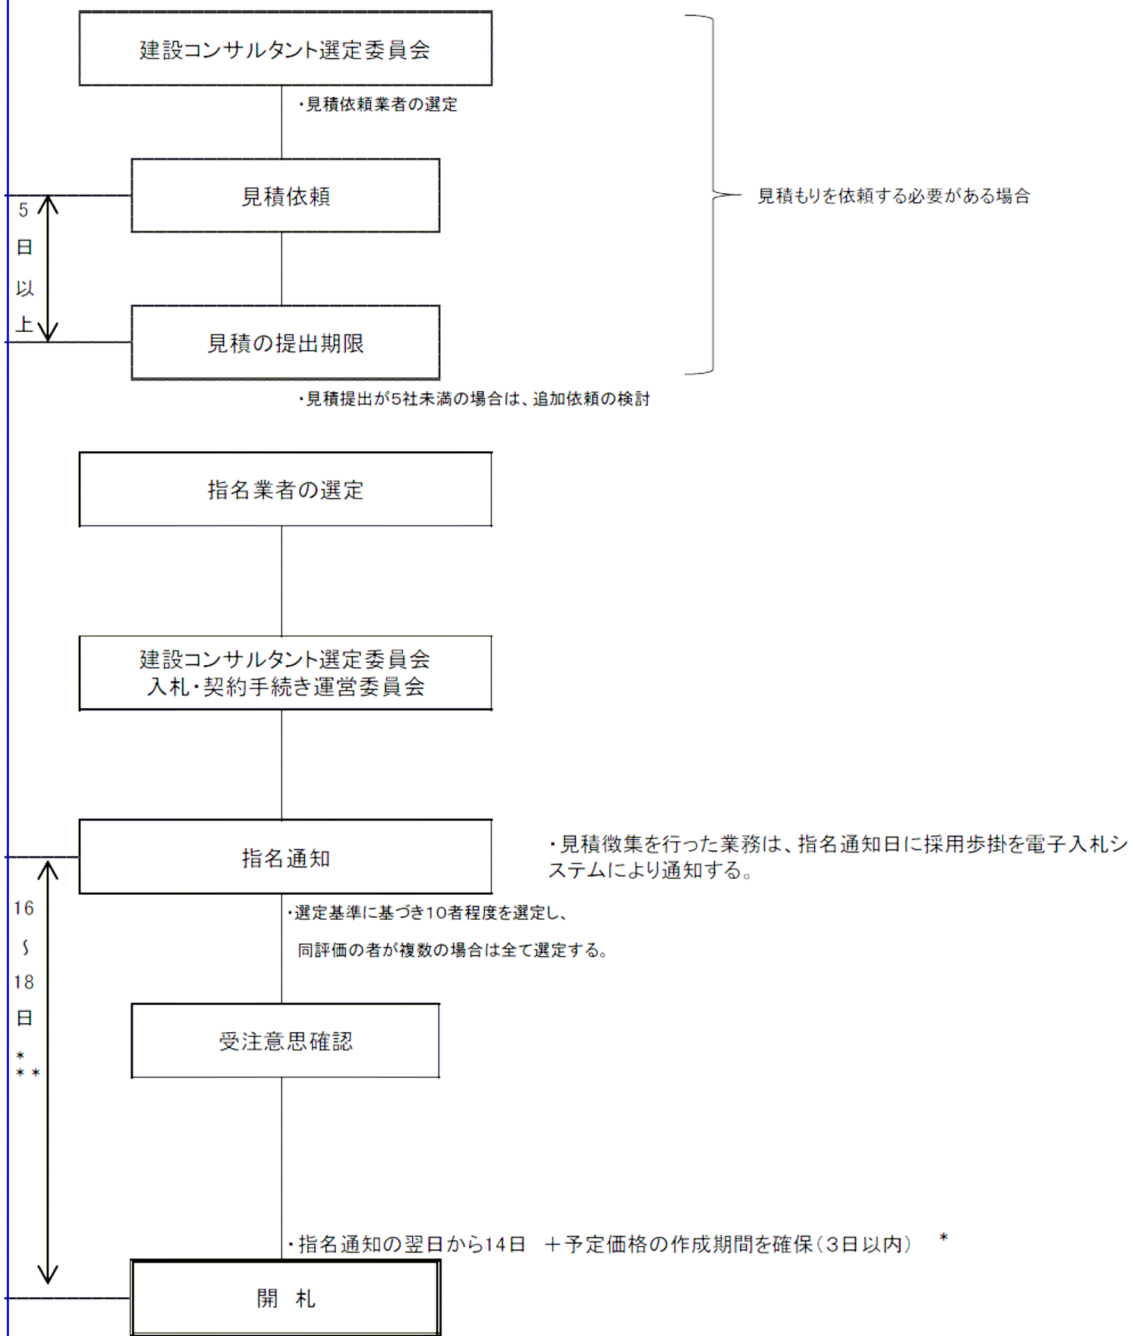 建設コンサルタント選定委員会
・見積依頼業者の選定
見積依頼
見積もりを依頼する必要がある場合
5
日
以
上
見積の提出期限
・見積提出が5社未満の場合は、追加依頼の検討
指名業者の選定
建設コンサルタント選定委員会
入札・契約手続き運営委員会
指名通知
・見積徴集を行った業務は、指名通知日に採用歩掛を電子入札シ
ステムにより通知する。
・選定基準に基づき10者程度を選定し、
同評価の者が複数の場合は全て選定する。
16
〜
18
日
*
**
受注意思確認
・指名通知の翌日から14日 +予定価格の作成期間を確保(3日以内) *
開 札